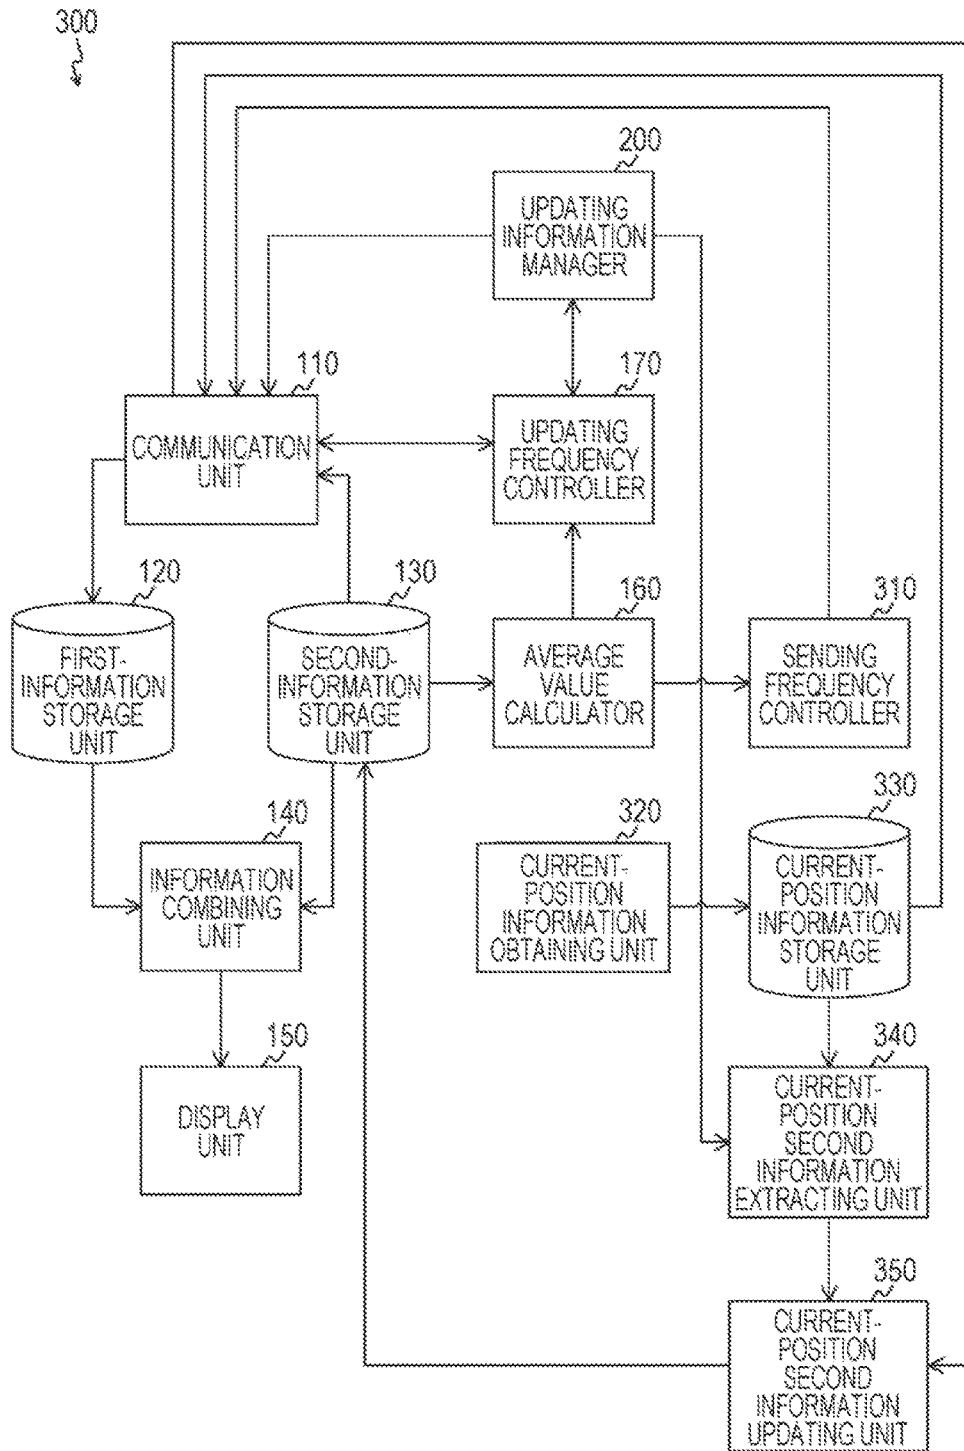 300
200
UPDATING
INFORMATION
MANAGER
110
COMMUNICATION
UNIT
170
UPDATING
FREQUENCY
CONTROLLER
120
FIRST-
INFORMATION
STORAGE
UNIT
130
SECOND-
INFORMATION
STORAGE
UNIT
160
AVERAGE
VALUE
CALCULATOR
310
SENDING
FREQUENCY
CONTROLLER
140
INFORMATION
COMBINING
UNIT
320
CURRENT-
POSITION
INFORMATION
OBTAINING UNIT
330
CURRENT-
POSITION
INFORMATION
STORAGE
UNIT
150
DISPLAY
UNIT
340
CURRENT-
POSITION
SECOND
INFORMATION
EXTRACTING UNIT
350
CURRENT-
POSITION
SECOND
INFORMATION
UPDATING UNIT